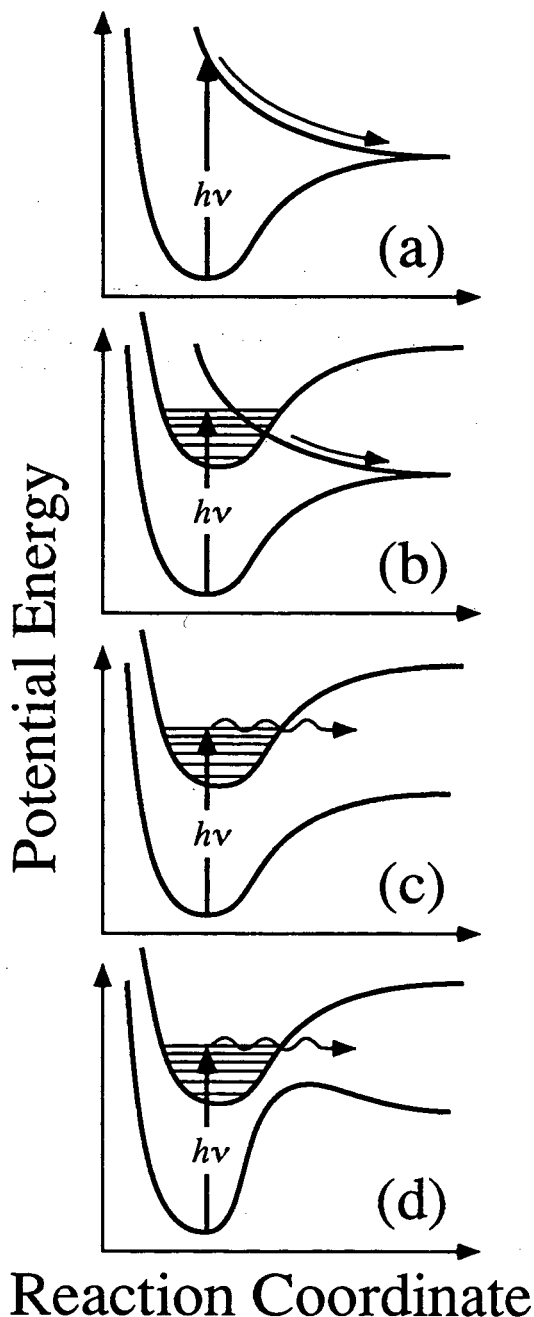 hν
(a)
hν
(b)
hν
(c)
hν
(d)
Potential Energy
Reaction Coordinate